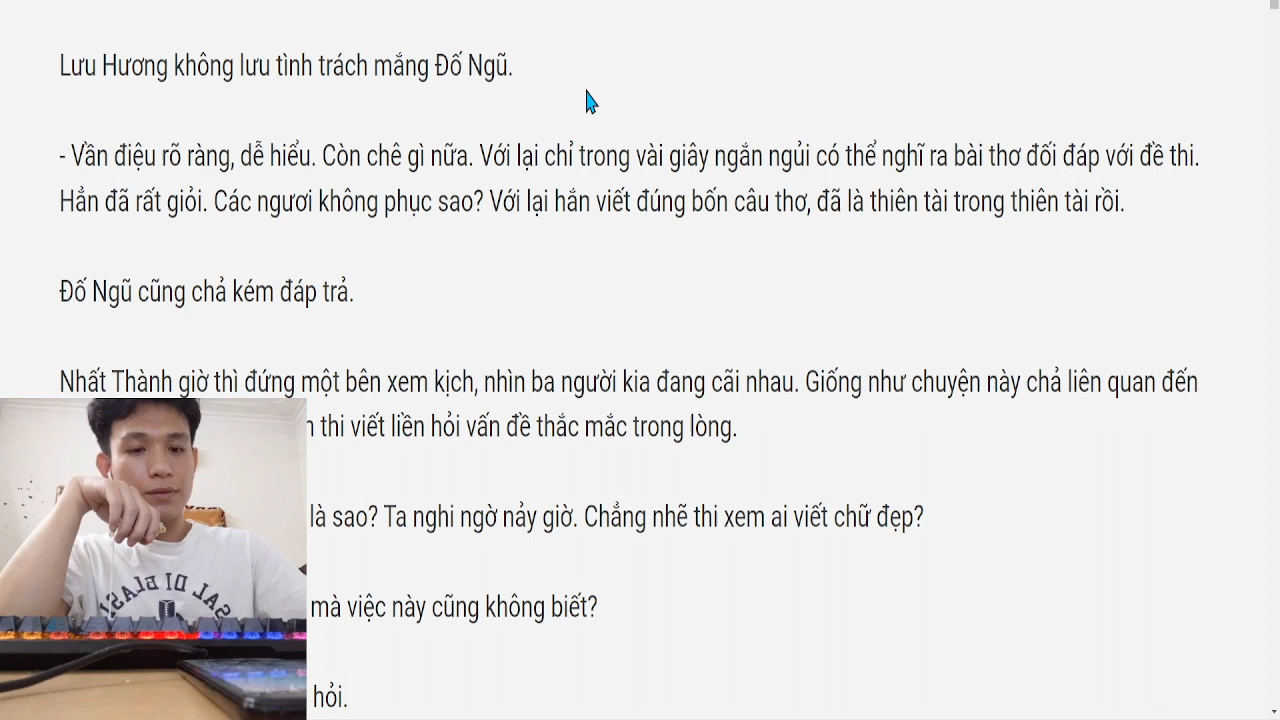 Lưu Hương không lưu tình trách mắng Đố Ngũ.
- Vần điệu rõ ràng, dễ hiểu. Còn chê gì nữa. Với lại chỉ trong vài giây ngắn ngủi có thể nghĩ ra bài thơ đối đáp với đề thi.
Hẳn đã rất giỏi. Các ngươi không phục sao? Với lại hắn viết đúng bốn câu thơ, đã là thiên tài trong thiên tài rồi.
Đố Ngũ cũng chả kém đáp trả.
Nhất Thành giờ thì đứng một bên xem kịch, nhìn ba người kia đang cãi nhau. Giống như chuyện này chả liên quan đến
thi viết liền hỏi vấn đề thắc mắc trong lòng.
là sao? Ta nghi ngờ nảy giờ. Chẳng nhẽ thi xem ai viết chữ đẹp?
mà việc này cũng không biết?
hỏi.
SAL DI BLASI